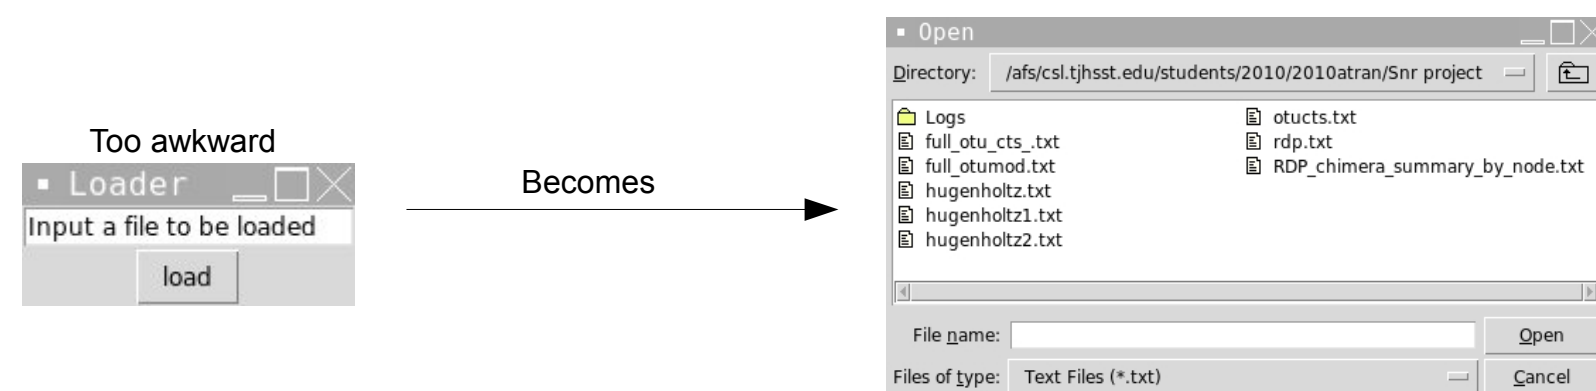 Too awkward
Loader
Input a file to be loaded
load
Becomes
Open
Directory: /afs/csl.tjhsst.edu/students/2010/2010atran/Snr project
Logs
full_otu_cts_.txt
full_otumod.txt
hugenholtz.txt
hugenholtz1.txt
hugenholtz2.txt
otucts.txt
rdp.txt
RDP_chimera_summary_by_node.txt
File name:
Open
Files of type: Text Files (*.txt)
Cancel